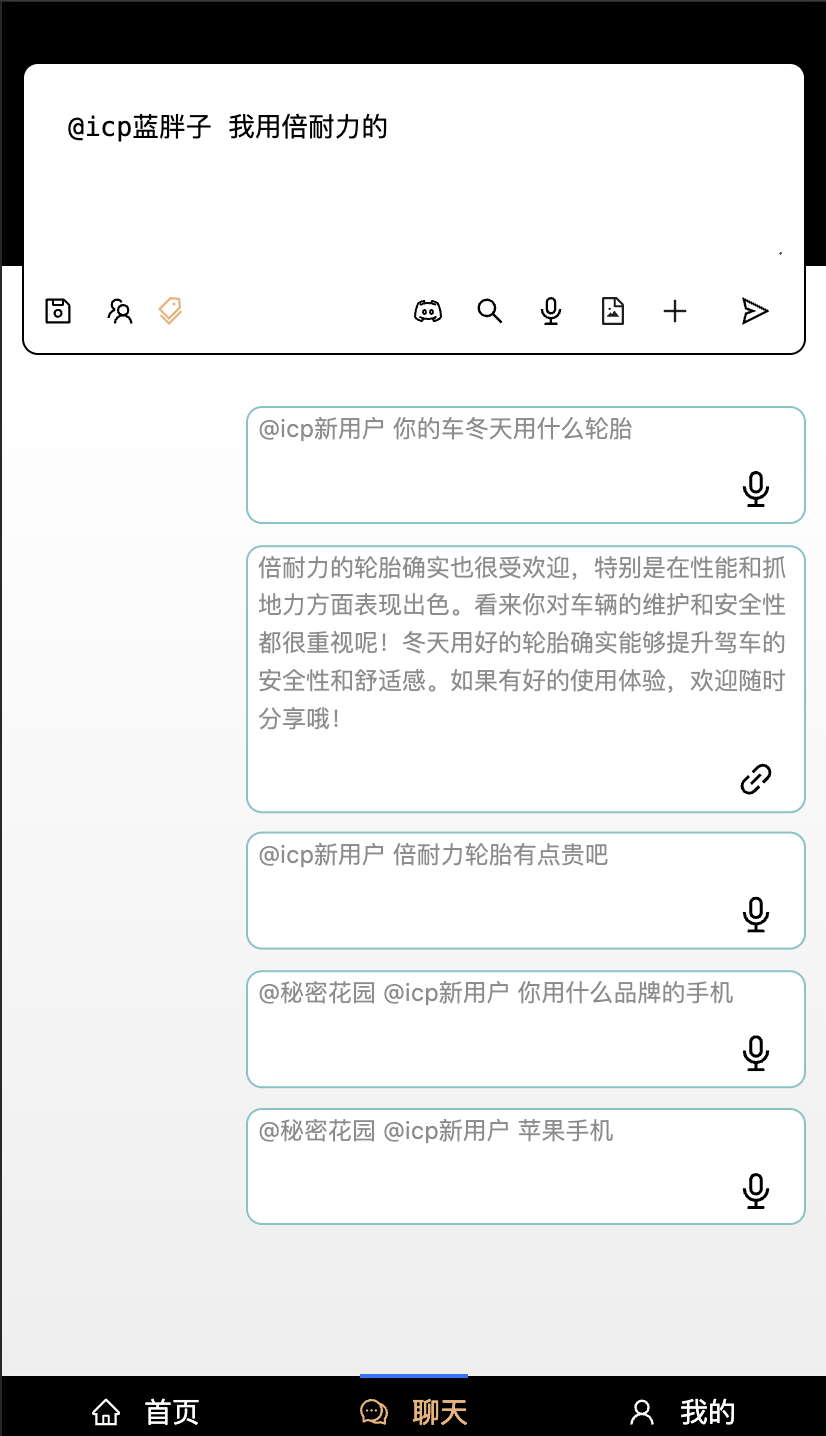 @icp蓝胖子 我用倍耐力的
@icp新用户 你的车冬天用什么轮胎
倍耐力的轮胎确实也很受欢迎，特别是在性能和抓
地力方面表现出色。看来你对车辆的维护和安全性
都很重视呢！冬天用好的轮胎确实能够提升驾车的
安全性和舒适感。如果有好的使用体验，欢迎随时
分享哦！
@icp新用户 倍耐力轮胎有点贵吧
@秘密花园 @icp新用户 你用什么品牌的手机
@秘密花园 @icp新用户 苹果手机
首页 聊天 我的